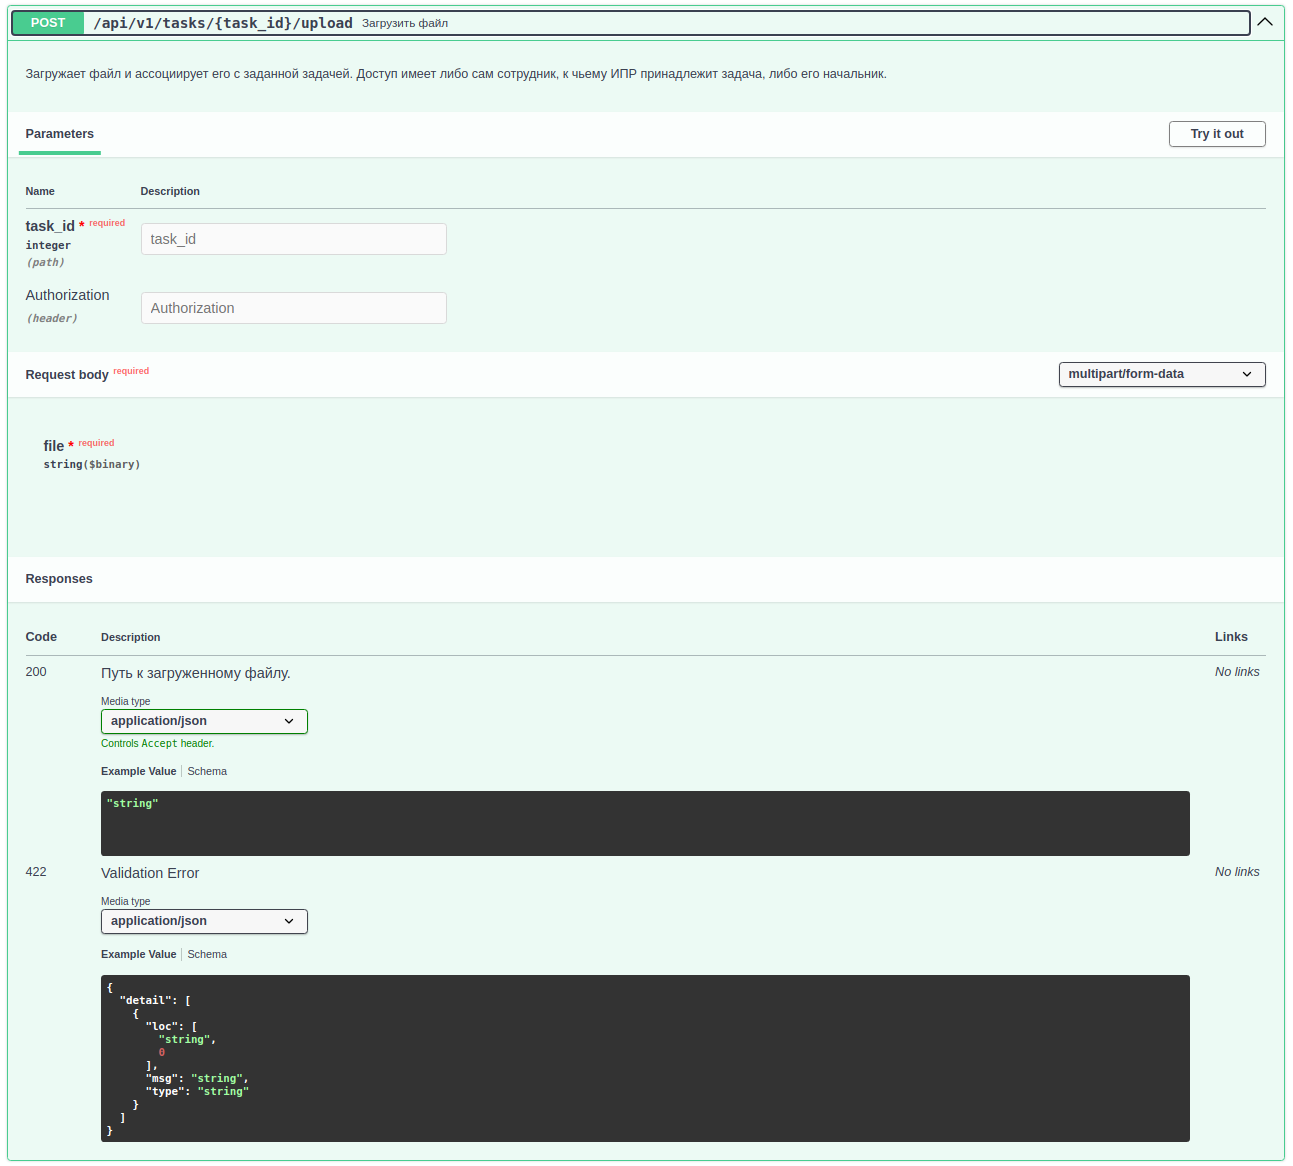 POST /api/v1/tasks/{task_id}/upload Загрузить файл
Загружает файл и ассоциирует его с заданной задачей. Доступ имеет либо сам сотрудник, к чьему ИПР принадлежит задача, либо его начальник.
Parameters Try it out
Name Description
task_id * required task_id
integer
(path)
Authorization Authorization
(header)
Request body required multipart/form-data
file * required
string($binary)
Responses
Code Description Links
200 Путь к загруженному файлу. No links
Media type
application/json
Controls Accept header.
Example Value Schema
"string"
422 Validation Error No links
Media type
application/json
Example Value Schema
{
  "detail": [
    {
      "loc": [
        "string",
        0
      ],
      "msg": "string",
      "type": "string"
    }
  ]
}